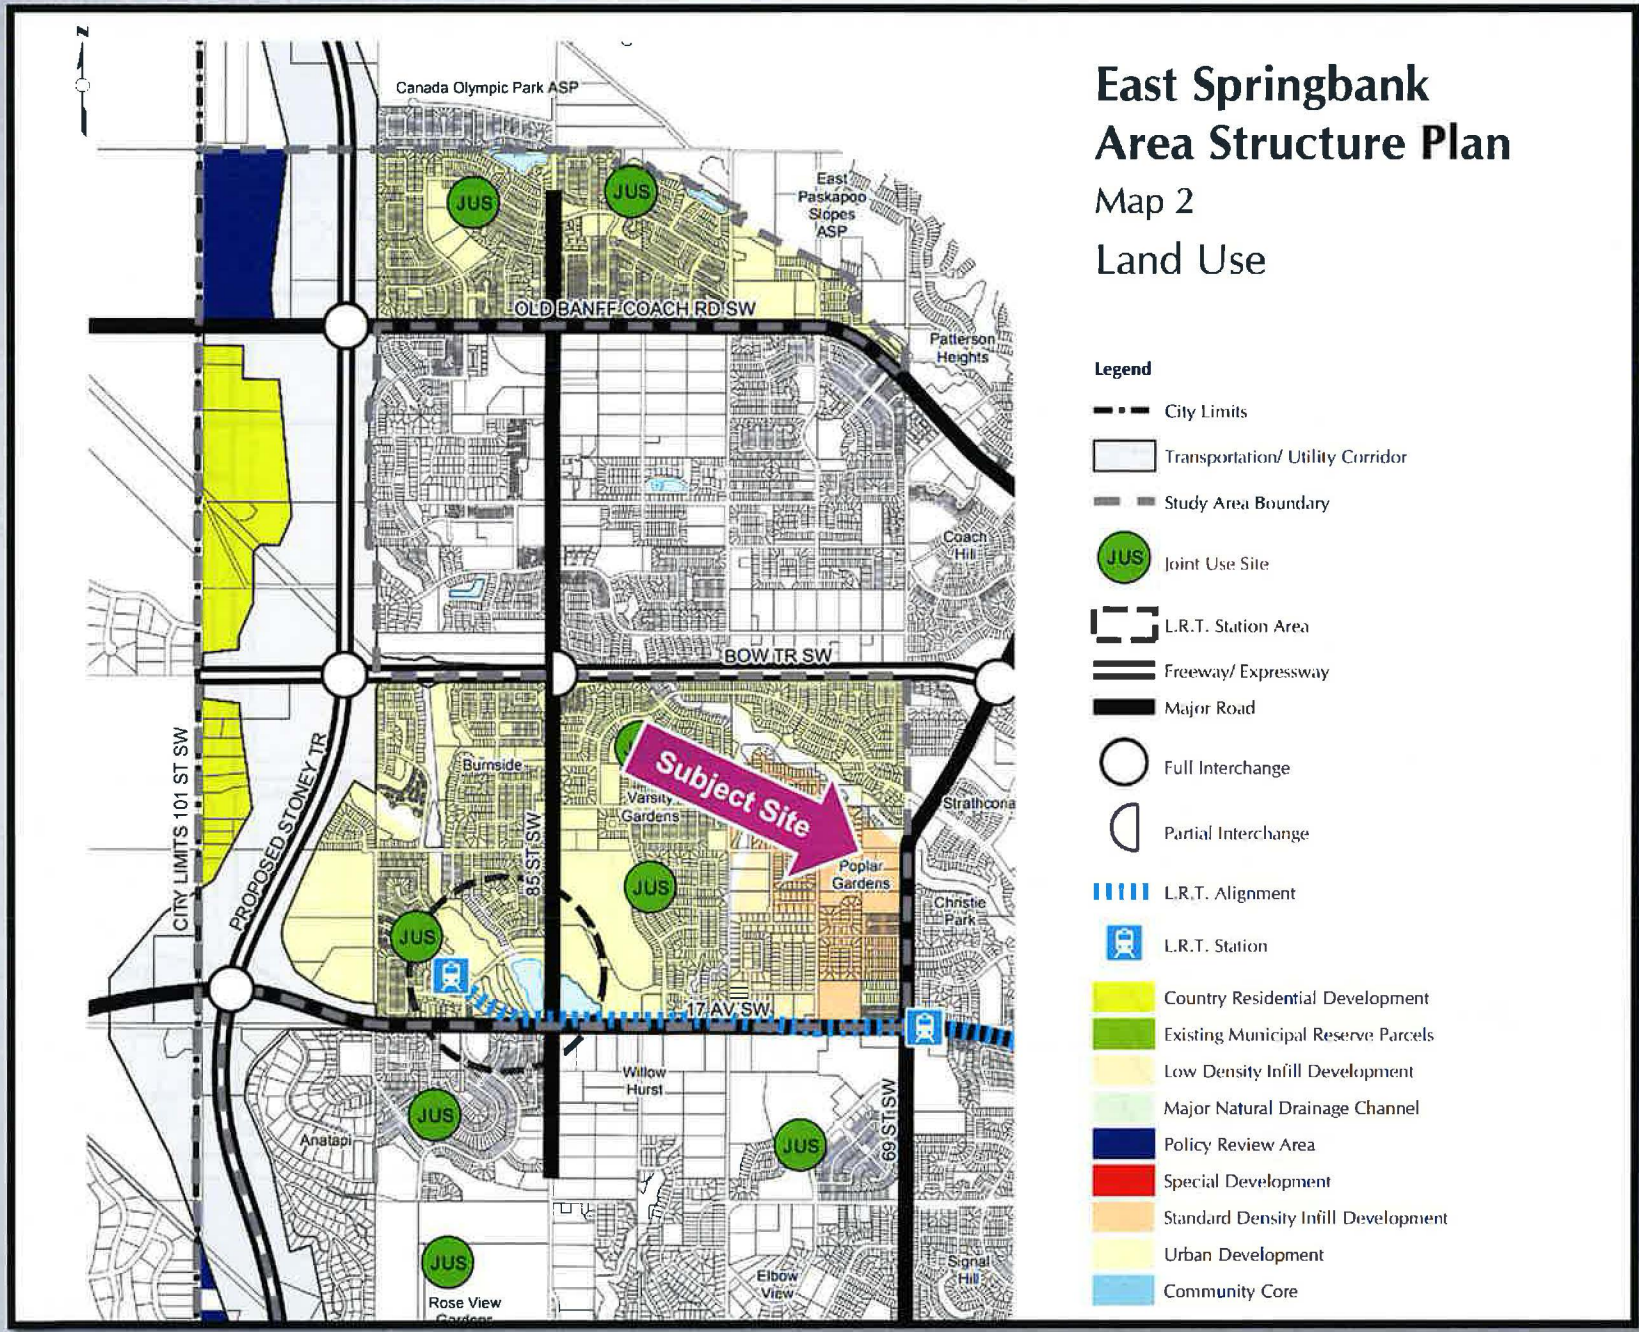 East Springbank
Area Structure Plan
Map 2
Land Use
Legend
City Limits
Transportation/ Utility Corridor
Study Area Boundary
JUS
Joint Use Site
L.R.T. Station Area
Freeway/ Expressway
Major Road
Full Interchange
Partial Interchange
L.R.T. Alignment
L.R.T. Station
Country Residential Development
Existing Municipal Reserve Parcels
Low Density Infill Development
Major Natural Drainage Channel
Policy Review Area
Special Development
Standard Density Infill Development
Urban Development
Community Core
N
Canada Olympic Park ASP
JUS
JUS
East
Paskapoo
Slopes
ASP
OLD BANFF COACH RD SW
Patterson
Heights
Coach
Hill
BOW TR SW
CITY LIMITS 101 ST SW
PROPOSED STONEY TR
Burnside
85 ST SW
Subject Site
Varsity
Gardens
Strathcona
Poplar
Gardens
JUS
Christie
Park
JUS
17 AV SW
Willow
Hurst
JUS
Anatapi
JUS
69 ST SW
JUS
Rose View
Gardens
Elbow
View
Signal
Hill